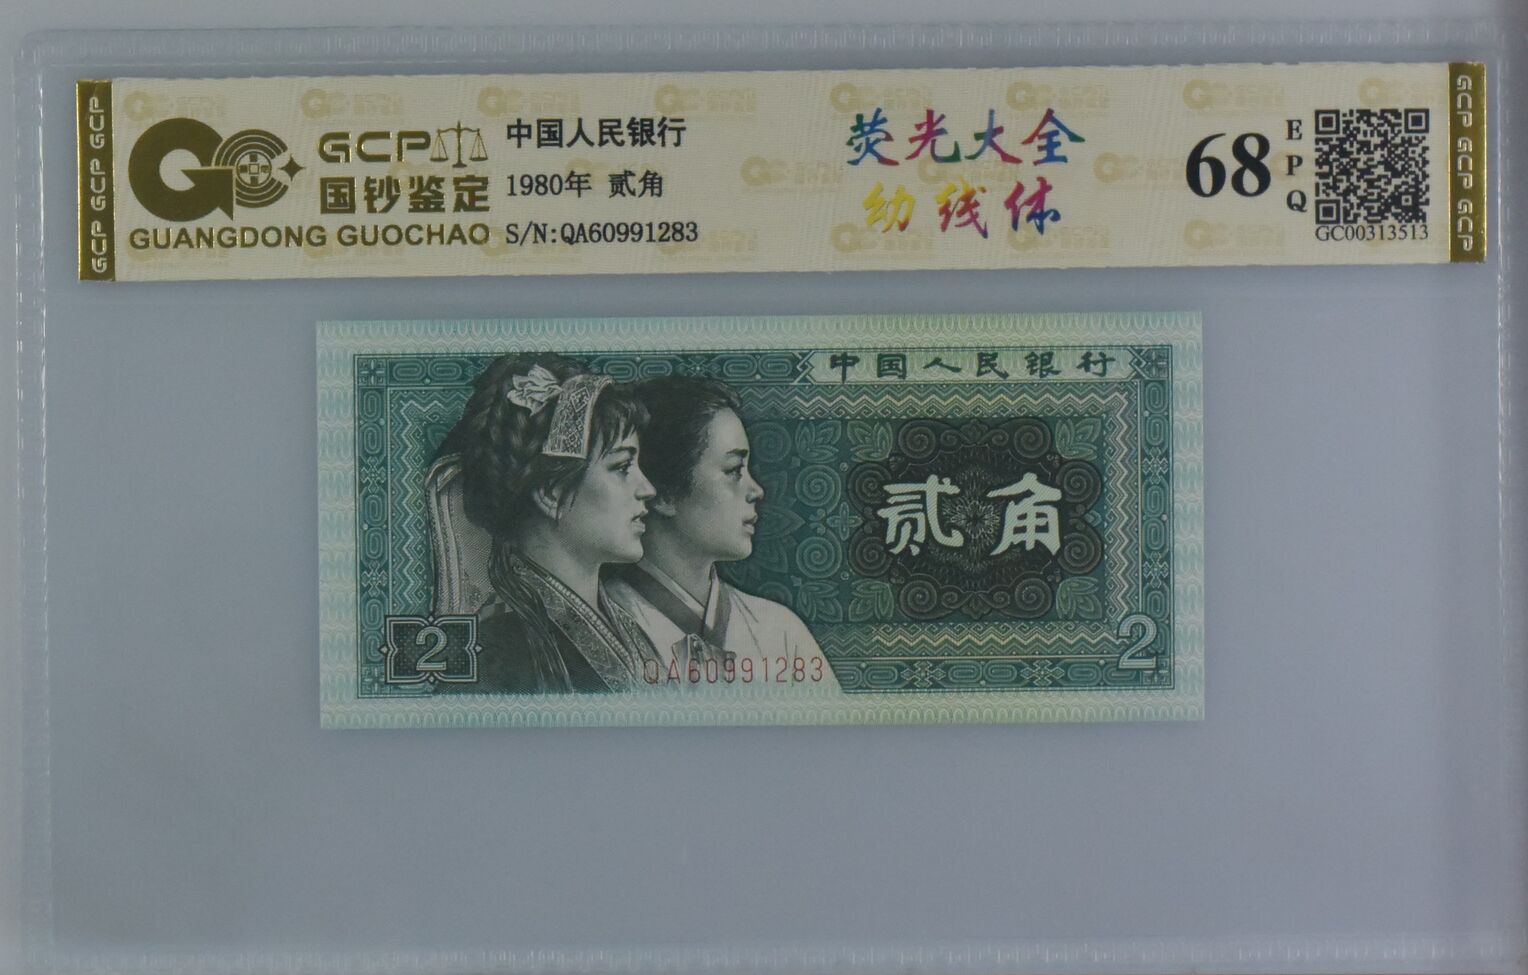 GCP GCP GCP
GCP
国钞鉴定
GUANGDONG GUOCHAO
中国人民银行
1980年 贰角
S/N:QA60991283
荧光大全
幼线体
68
EPQ
GC00313513
GCP GCP GCP
中国人民银行
贰角
2
2
QA60991283